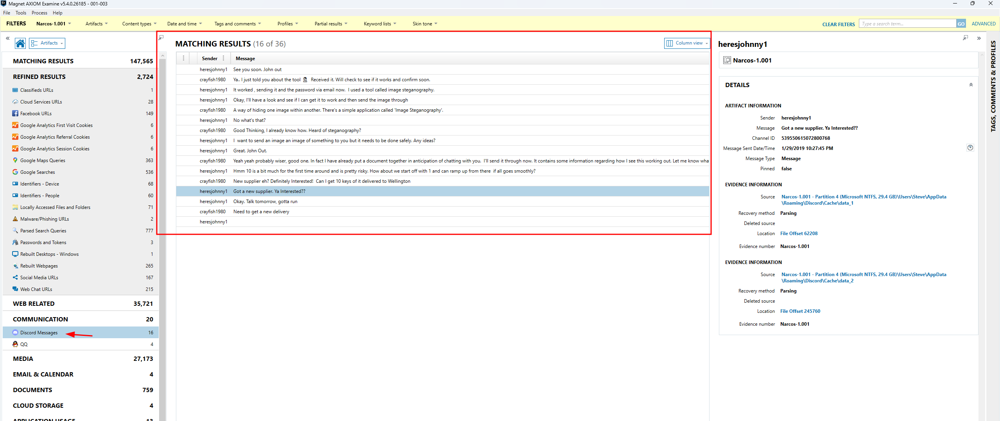 Magnet AXIOM Examine v5.4.0.26185 - 001-003
File Tools Process Help
FILTERS Narcos-1.001 Artifacts Content types Date and time Tags and comments Profiles Partial results Keyword lists Skin tone CLEAR FILTERS Type a search term... GO ADVANCED
Artifacts
MATCHING RESULTS 147,565
REFINED RESULTS 2,724
Classifieds URLs 1
Cloud Services URLs 28
Facebook URLs 149
Google Analytics First Visit Cookies 6
Google Analytics Referral Cookies 6
Google Analytics Session Cookies 6
Google Maps Queries 363
Google Searches 536
Identifiers - Device 68
Identifiers - People 60
Locally Accessed Files and Folders 71
Malware/Phishing URLs 2
Parsed Search Queries 777
Passwords and Tokens 3
Rebuilt Desktops - Windows 1
Rebuilt Webpages 265
Social Media URLs 167
Web Chat URLs 215
WEB RELATED 35,721
COMMUNICATION 20
Discord Messages 16
QQ 4
MEDIA 27,173
EMAIL & CALENDAR 4
DOCUMENTS 759
CLOUD STORAGE 4
APPLICATION USAGE 13
MATCHING RESULTS (16 of 36) Column view
Sender Message
heresjohnny1 See you soon. John out
crayfish1980 Ya.. I just told you about the tool Received it. Will check to see if it works and confirm soon.
heresjohnny1 It worked , sending it and the password via email now. I used a tool called image steganography.
heresjohnny1 Okay, I'll have a look and see if I can get it to work and then send the image through
crayfish1980 A way of hiding one image within another. There's a simple application called 'Image Steganography'.
heresjohnny1 No what's that?
crayfish1980 Good Thinking, I already know how. Heard of steganography?
heresjohnny1 I want to send an image an image of something to you but it needs to be done safely. Any ideas?
heresjohnny1 Great. John Out.
crayfish1980 Yeah yeah probably wiser, good one. In fact I have already put a document together in anticipation of chatting with you. I'll send it through now. It contains some information regarding how I see this working out. Let me know wha
heresjohnny1 Hmm 10 is a bit much for the first time around and is pretty risky. How about we start off with 1 and can ramp up from there if all goes smoothly?
crayfish1980 New supplier eh? Definitely Interested! Can I get 10 keys of it delivered to Wellington
heresjohnny1 Got a new supplier. Ya Interested??
heresjohnny1 Okay. Talk tomorrow, gotta run
crayfish1980 Need to get a new delivery
heresjohnny1
heresjohnny1
Narcos-1.001
DETAILS
ARTIFACT INFORMATION
Sender heresjohnny1
Message Got a new supplier. Ya Interested??
Channel ID 539550615072800768
Message Sent Date/Time 1/29/2019 10:27:45 PM
Message Type Message
Pinned false
EVIDENCE INFORMATION
Source Narcos-1.001 - Partition 4 (Microsoft NTFS, 29.4 GB)\Users\Steve\AppData
\Roaming\Discord\Cache\data_1
Recovery method Parsing
Deleted source
Location File Offset 62208
Evidence number Narcos-1.001
EVIDENCE INFORMATION
Source Narcos-1.001 - Partition 4 (Microsoft NTFS, 29.4 GB)\Users\Steve\AppData
\Roaming\Discord\Cache\data_2
Recovery method Parsing
Deleted source
Location File Offset 245760
Evidence number Narcos-1.001
TAGS, COMMENTS & PROFILES